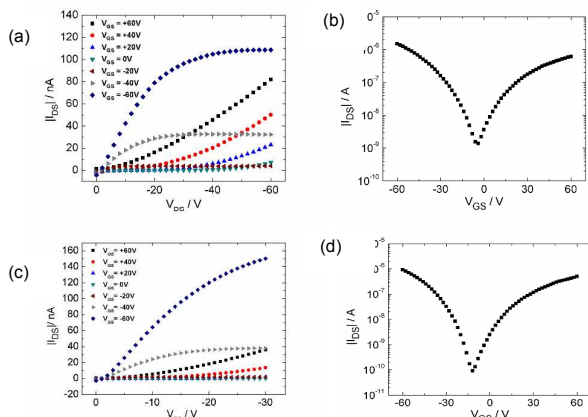 (a)
V_GS = +60V
V_GS = +40V
V_GS = +20V
V_GS = 0V
V_GS = -20V
V_GS = -40V
V_GS = -60V
140
120
100
80
60
40
20
0
|I_DS| / nA
0
-20
-40
-60
(b)
10^-5
10^-6
10^-7
10^-8
10^-9
10^-10
|I_DS| / A
-60
-30
0
30
60
V_GS / V
(c)
V_GS = +60V
V_GS = +40V
V_GS = +20V
V_GS = 0V
V_GS = -20V
V_GS = -40V
V_GS = -60V
160
140
120
100
80
60
40
20
0
|I_DS|/ nA
0
-10
-20
-30
(d)
10^-6
10^-7
10^-8
10^-9
10^-10
10^-11
|I_DS| / A
-60
-30
0
30
60